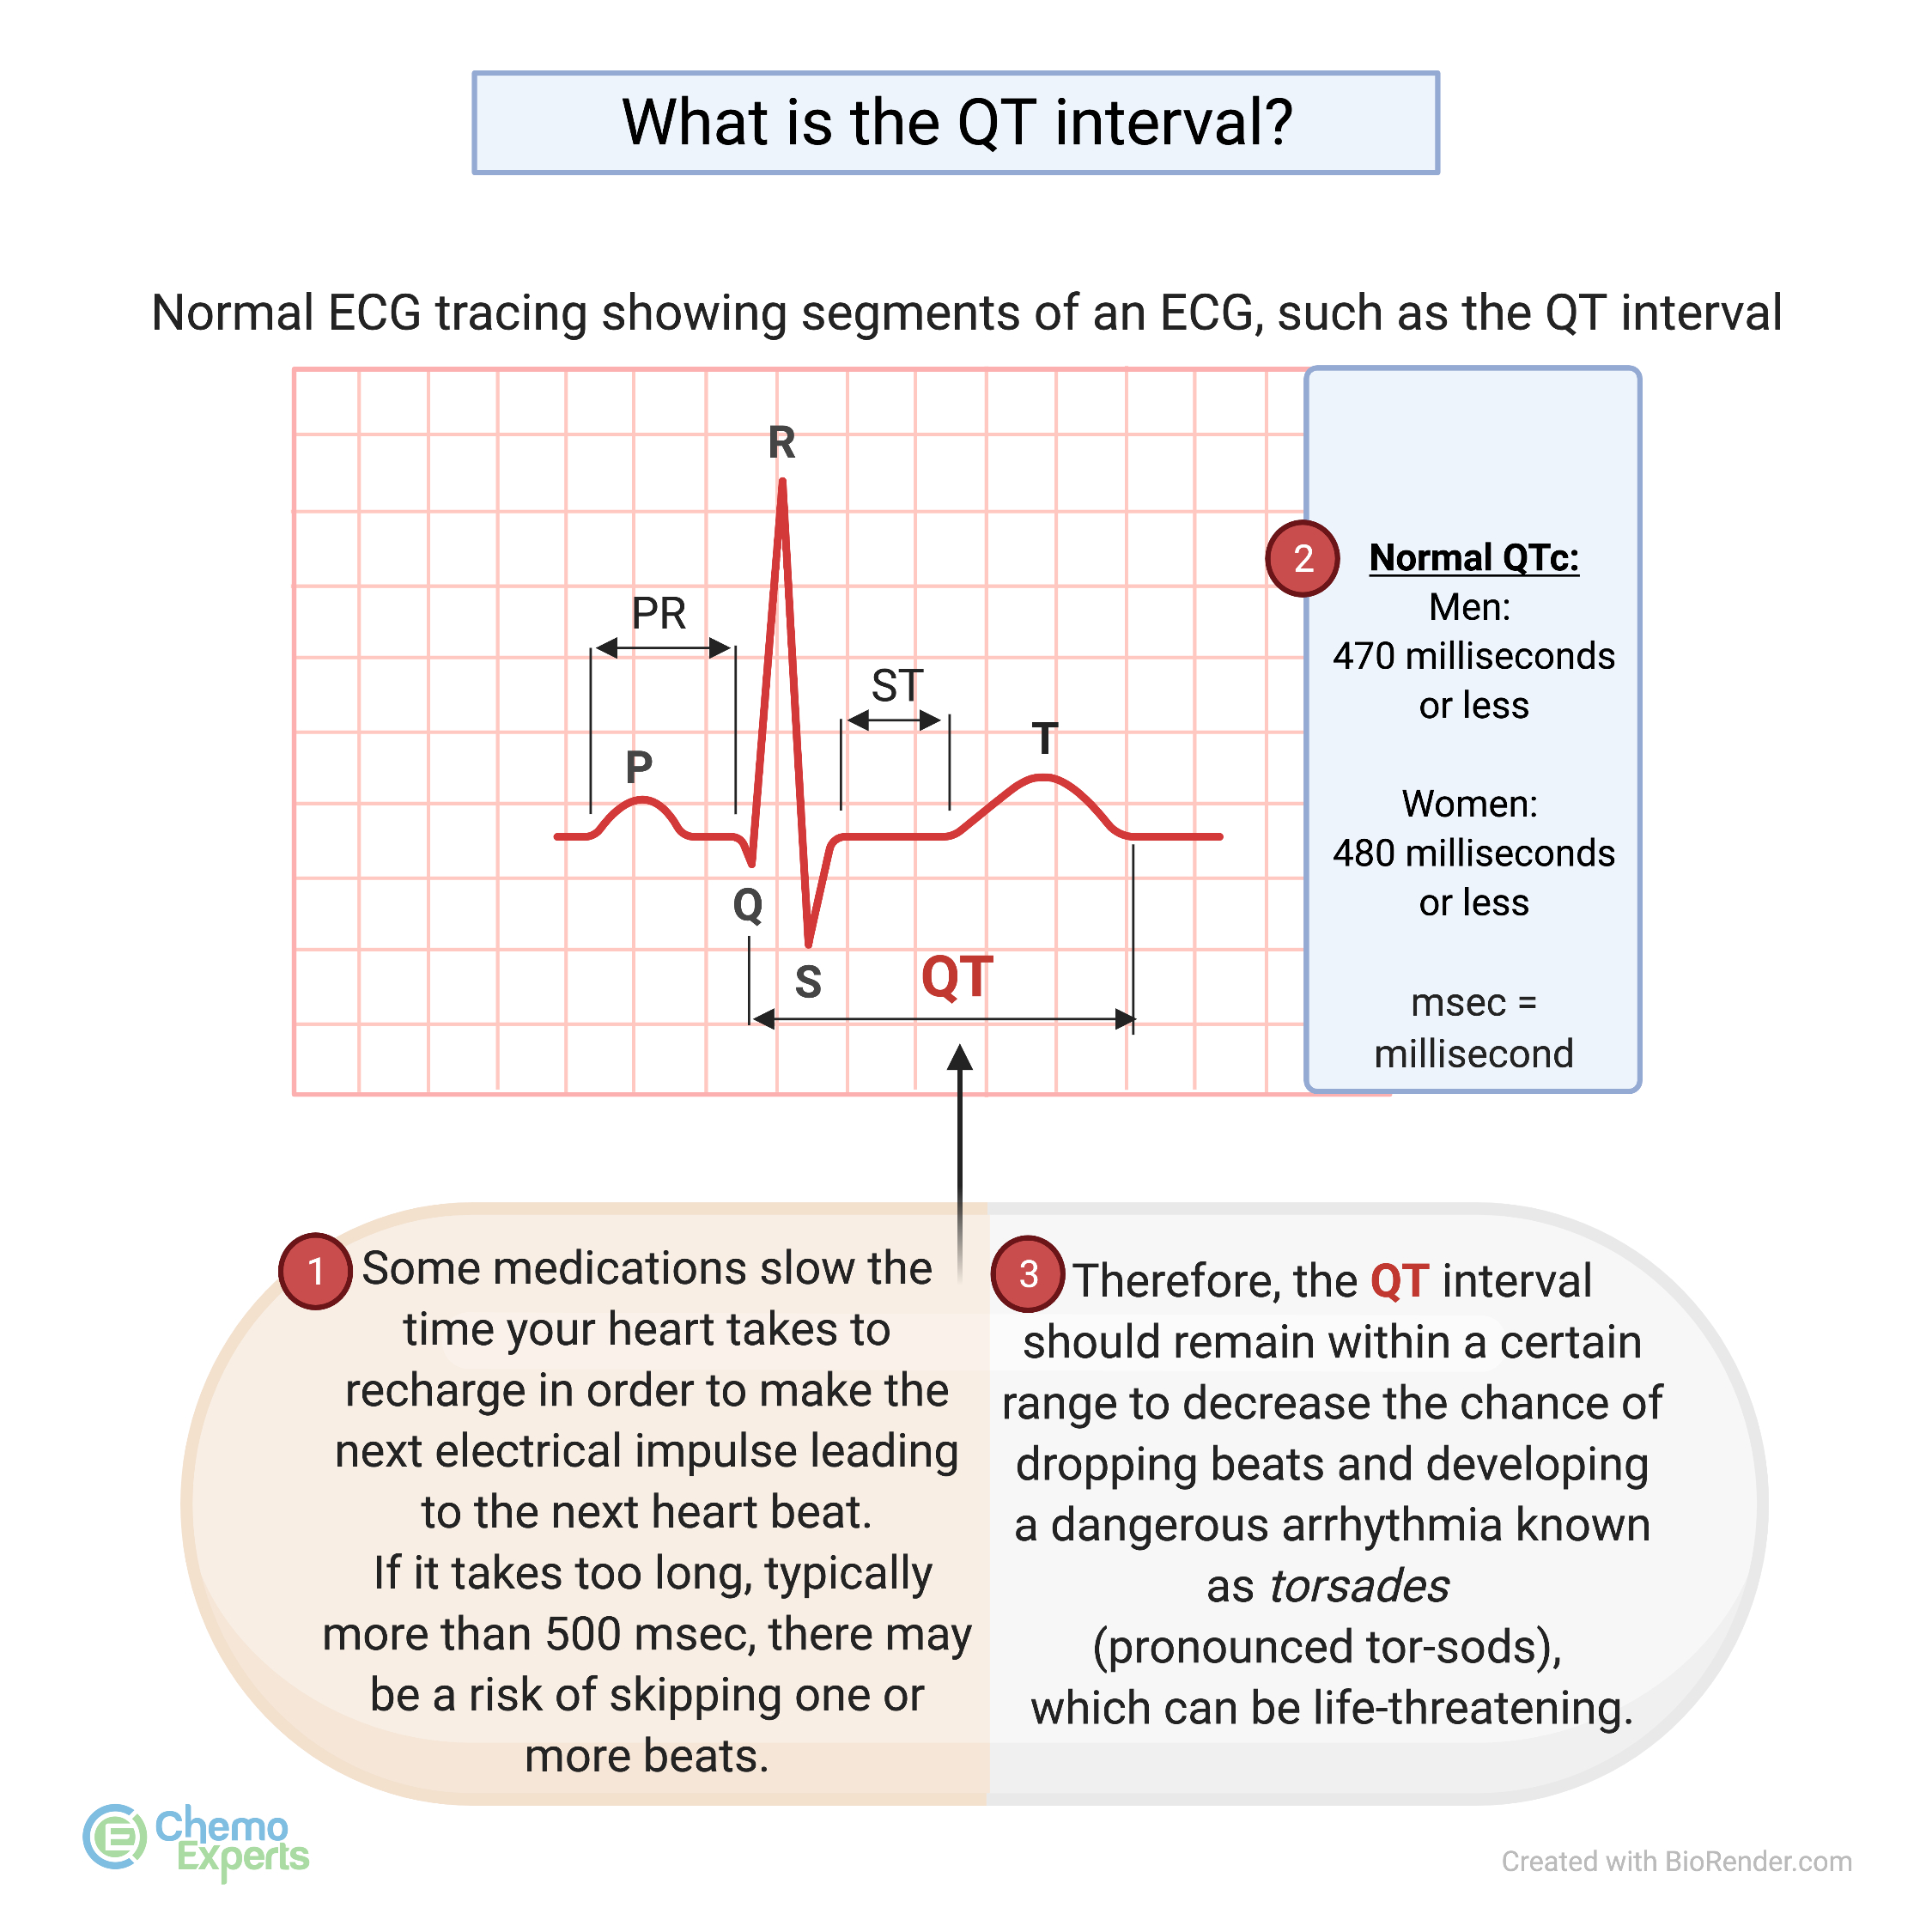 What is the QT interval?
Normal ECG tracing showing segments of an ECG, such as the QT interval
R
PR
ST
T
P
Q
S
QT
2
Normal QTc:
Men:
470 milliseconds
or less
Women:
480 milliseconds
or less
msec =
millisecond
1 Some medications slow the
time your heart takes to
recharge in order to make the
next electrical impulse leading
to the next heart beat.
If it takes too long, typically
more than 500 msec, there may
be a risk of skipping one or
more beats.
3 Therefore, the QT interval
should remain within a certain
range to decrease the chance of
dropping beats and developing
a dangerous arrhythmia known
as torsades
(pronounced tor-sods),
which can be life-threatening.
Chemo
Experts
Created with BioRender.com